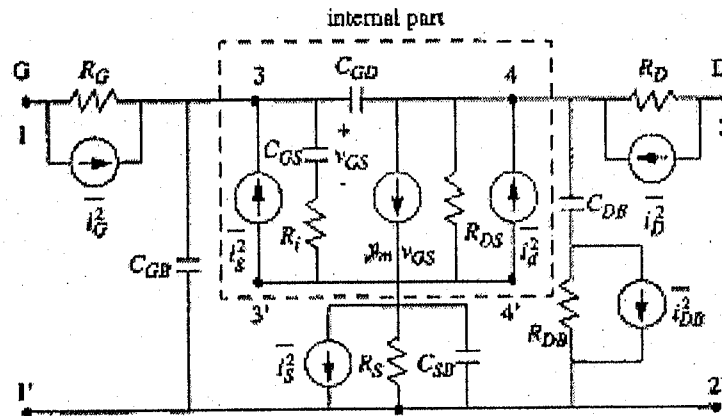 internal part
G
R_G
3
C_GD
4
R_D
D
1
+
C_GS
v_GS
i_G^2
i_g^2
R_i
g_m v_GS
R_DS
i_d^2
C_DB
i_D^2
C_GB
3'
4'
R_DB
i_DB^2
i_S^2
R_S
C_SB
1'
2